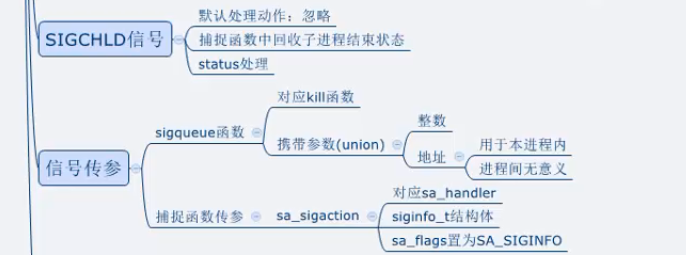 默认处理动作：忽略
SIGCHLD信号
捕捉函数中回收子进程结束状态
status处理
对应kill函数
sigqueue函数
整数
携带参数(union)
用于本进程内
地址
进程间无意义
信号传参
对应sa_handler
捕捉函数传参
sa_sigaction
siginfo_t结构体
sa_flags置为SA_SIGINFO